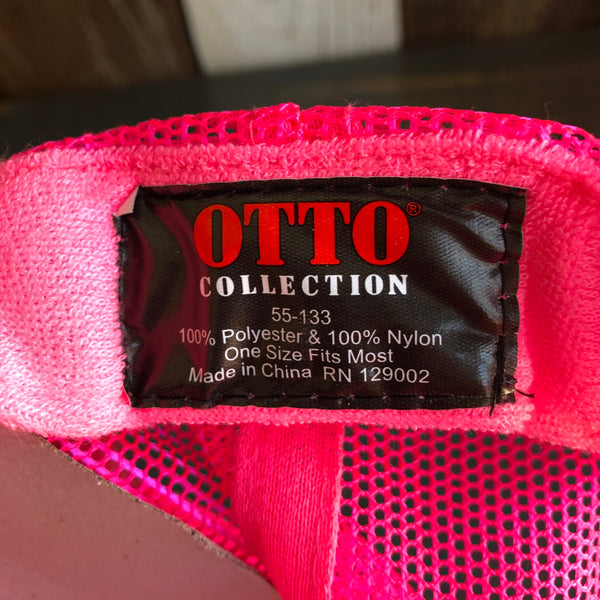 OTTO®
COLLECTION
55-133
100% Polyester & 100% Nylon
One Size Fits Most
Made in China RN 129002